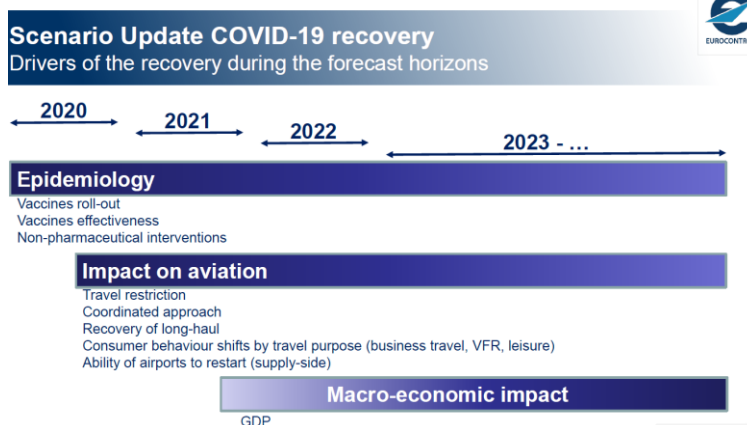 Scenario Update COVID-19 recovery
Drivers of the recovery during the forecast horizons
EUROCONTR
2020
2021
2022
2023 - ...
Epidemiology
Vaccines roll-out
Vaccines effectiveness
Non-pharmaceutical interventions
Impact on aviation
Travel restriction
Coordinated approach
Recovery of long-haul
Consumer behaviour shifts by travel purpose (business travel, VFR, leisure)
Ability of airports to restart (supply-side)
Macro-economic impact
GDP